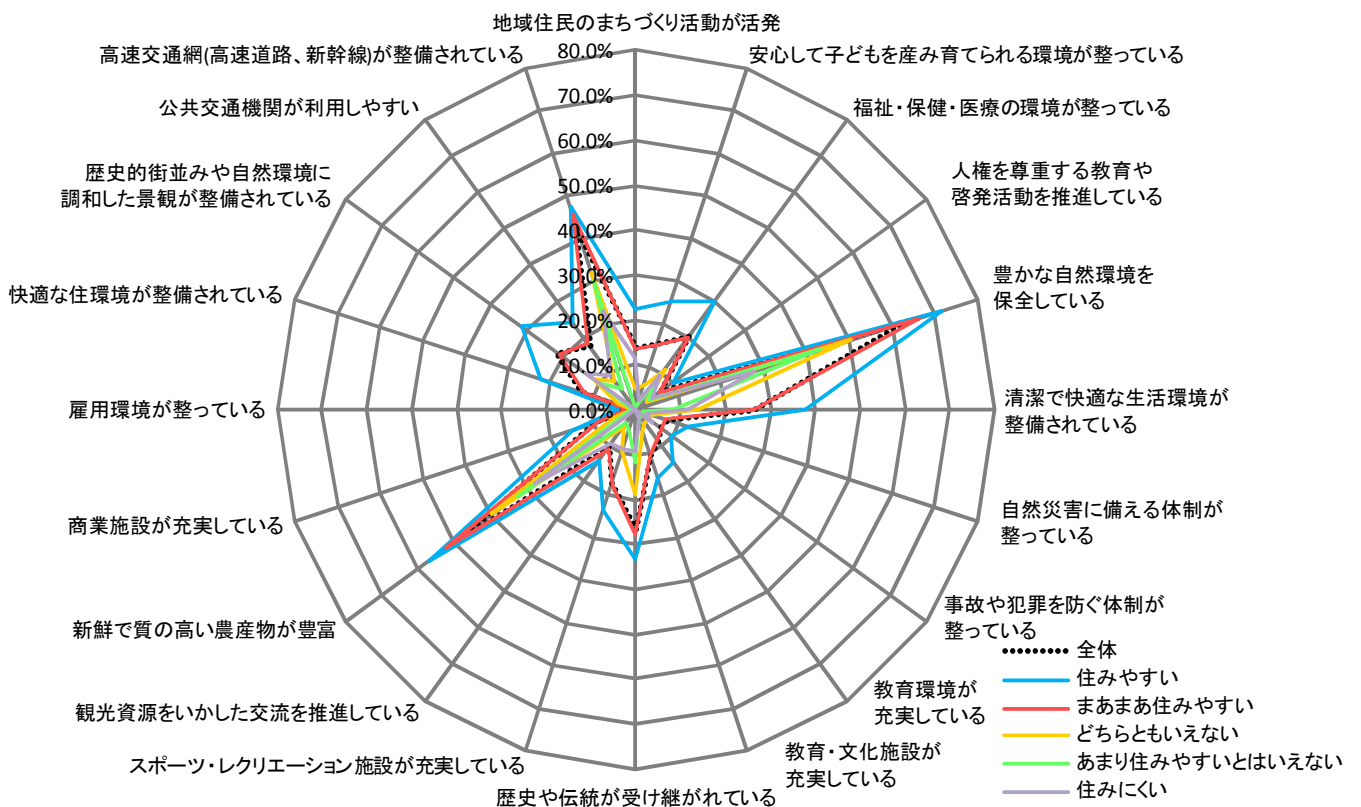 地域住民のまちづくり活動が活発
高速交通網(高速道路、新幹線)が整備されている
安心して子どもを産み育てられる環境が整っている
公共交通機関が利用しやすい
福祉・保健・医療の環境が整っている
歴史的街並みや自然環境に
調和した景観が整備されている
人権を尊重する教育や
啓発活動を推進している
快適な住環境が整備されている
豊かな自然環境を
保全している
雇用環境が整っている
清潔で快適な生活環境が
整備されている
商業施設が充実している
自然災害に備える体制が
整っている
新鮮で質の高い農産物が豊富
事故や犯罪を防ぐ体制が
整っている
観光資源をいかした交流を推進している
教育環境が
充実している
スポーツ・レクリエーション施設が充実している
教育・文化施設が
充実している
歴史や伝統が受け継がれている
80.0%
70.0%
60.0%
50.0%
40.0%
30.0%
20.0%
10.0%
0.0%
全体
住みやすい
まあまあ住みやすい
どちらともいえない
あまり住みやすいとはいえない
住みにくい